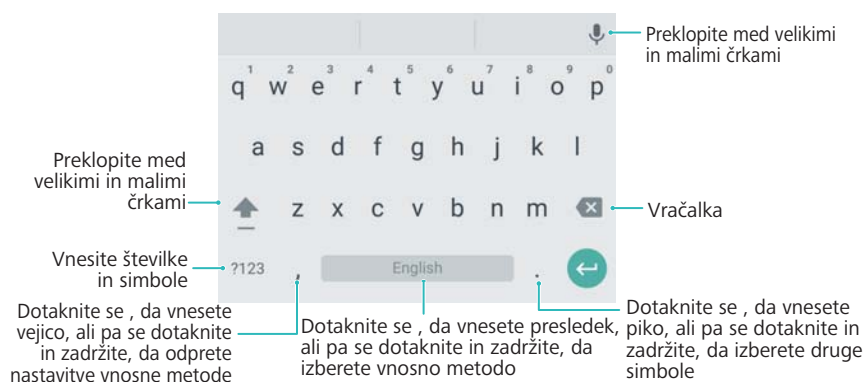 Preklopite med velikimi
in malimi črkami
1 2 3 4 5 6 7 8 9 0
q w e r t y u i o p
a s d f g h j k l
Preklopite med
velikimi in malimi
črkami
z x c v b n m
Vračalka
Vnesite številke
in simbole
?123 , English .
Dotaknite se , da vnesete
vejico, ali pa se dotaknite
in zadržite, da odprete
nastavitve vnosne metode
Dotaknite se , da vnesete presledek,
ali pa se dotaknite in zadržite, da
izberete vnosno metodo
Dotaknite se , da vnesete
piko, ali pa se dotaknite in
zadržite, da izberete druge
simbole